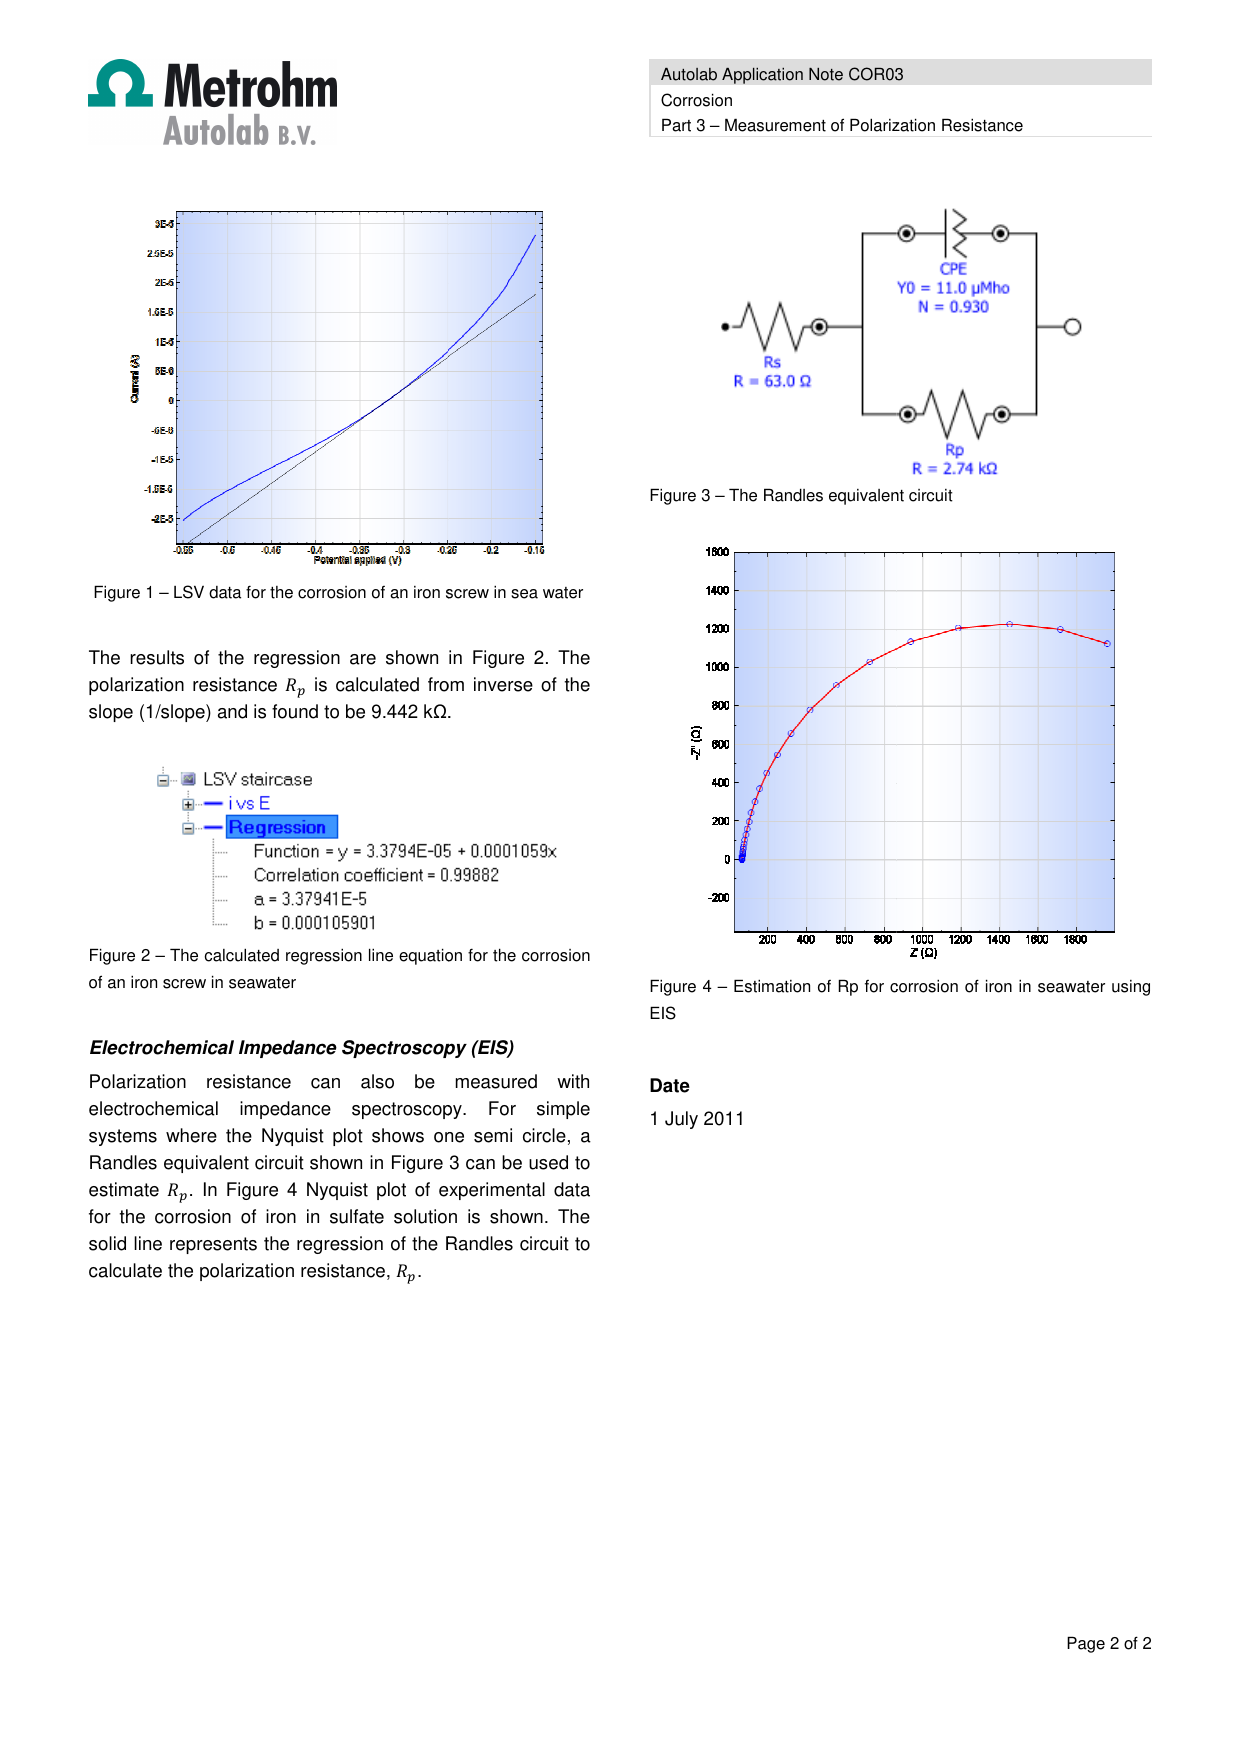 Metrohm
Autolab B.V.
Autolab Application Note COR03
Corrosion
Part 3 – Measurement of Polarization Resistance
3E-5
2.5E-5
2E-5
1.5E-5
1E-5
5E-6
0
-5E-6
-1E-5
-1.5E-5
-2E-5
Current (A)
-0.55 -0.5 -0.45 -0.4 -0.35 -0.3 -0.25 -0.2 -0.15
Potential applied (V)
Figure 1 – LSV data for the corrosion of an iron screw in sea water
The results of the regression are shown in Figure 2. The
polarization resistance Rp is calculated from inverse of the
slope (1/slope) and is found to be 9.442 kΩ.
LSV staircase
i vs E
Regression
Function = y = 3.3794E-05 + 0.0001059x
Correlation coefficient = 0.99882
a = 3.37941E-5
b = 0.000105901
Figure 2 – The calculated regression line equation for the corrosion
of an iron screw in seawater
Electrochemical Impedance Spectroscopy (EIS)
Polarization resistance can also be measured with
electrochemical impedance spectroscopy. For simple
systems where the Nyquist plot shows one semi circle, a
Randles equivalent circuit shown in Figure 3 can be used to
estimate Rp. In Figure 4 Nyquist plot of experimental data
for the corrosion of iron in sulfate solution is shown. The
solid line represents the regression of the Randles circuit to
calculate the polarization resistance, Rp.
CPE
Y0 = 11.0 µMho
N = 0.930
Rs
R = 63.0 Ω
Rp
R = 2.74 kΩ
Figure 3 – The Randles equivalent circuit
1600
1400
1200
1000
800
600
400
200
0
-200
-Z'' (Ω)
200 400 600 800 1000 1200 1400 1600 1800
Z' (Ω)
Figure 4 – Estimation of Rp for corrosion of iron in seawater using
EIS
Date
1 July 2011
Page 2 of 2